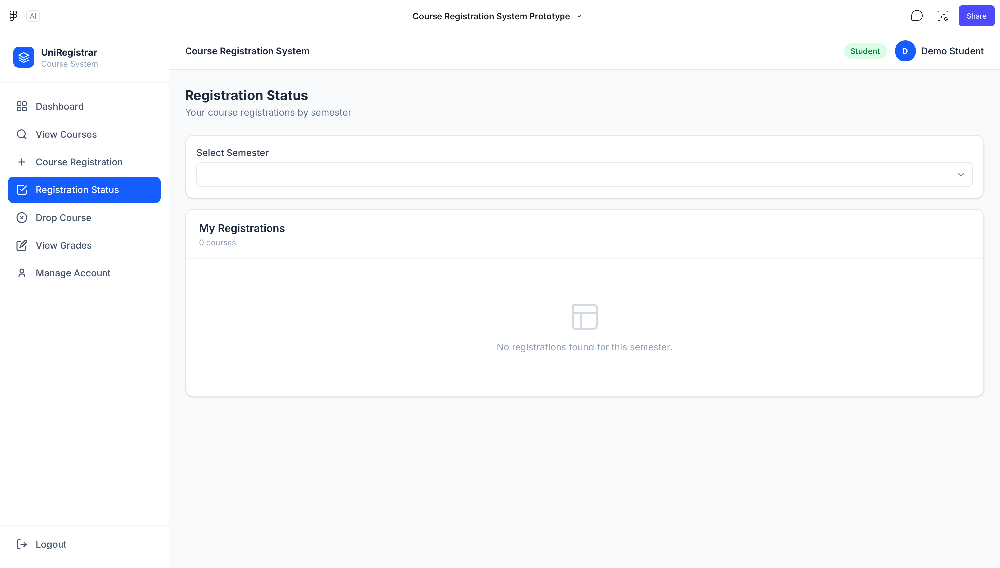 AI
Course Registration System Prototype
Share
UniRegistrar
Course System
Dashboard
View Courses
Course Registration
Registration Status
Drop Course
View Grades
Manage Account
Logout
Course Registration System
Student
D
Demo Student
Registration Status
Your course registrations by semester
Select Semester
My Registrations
0 courses
No registrations found for this semester.